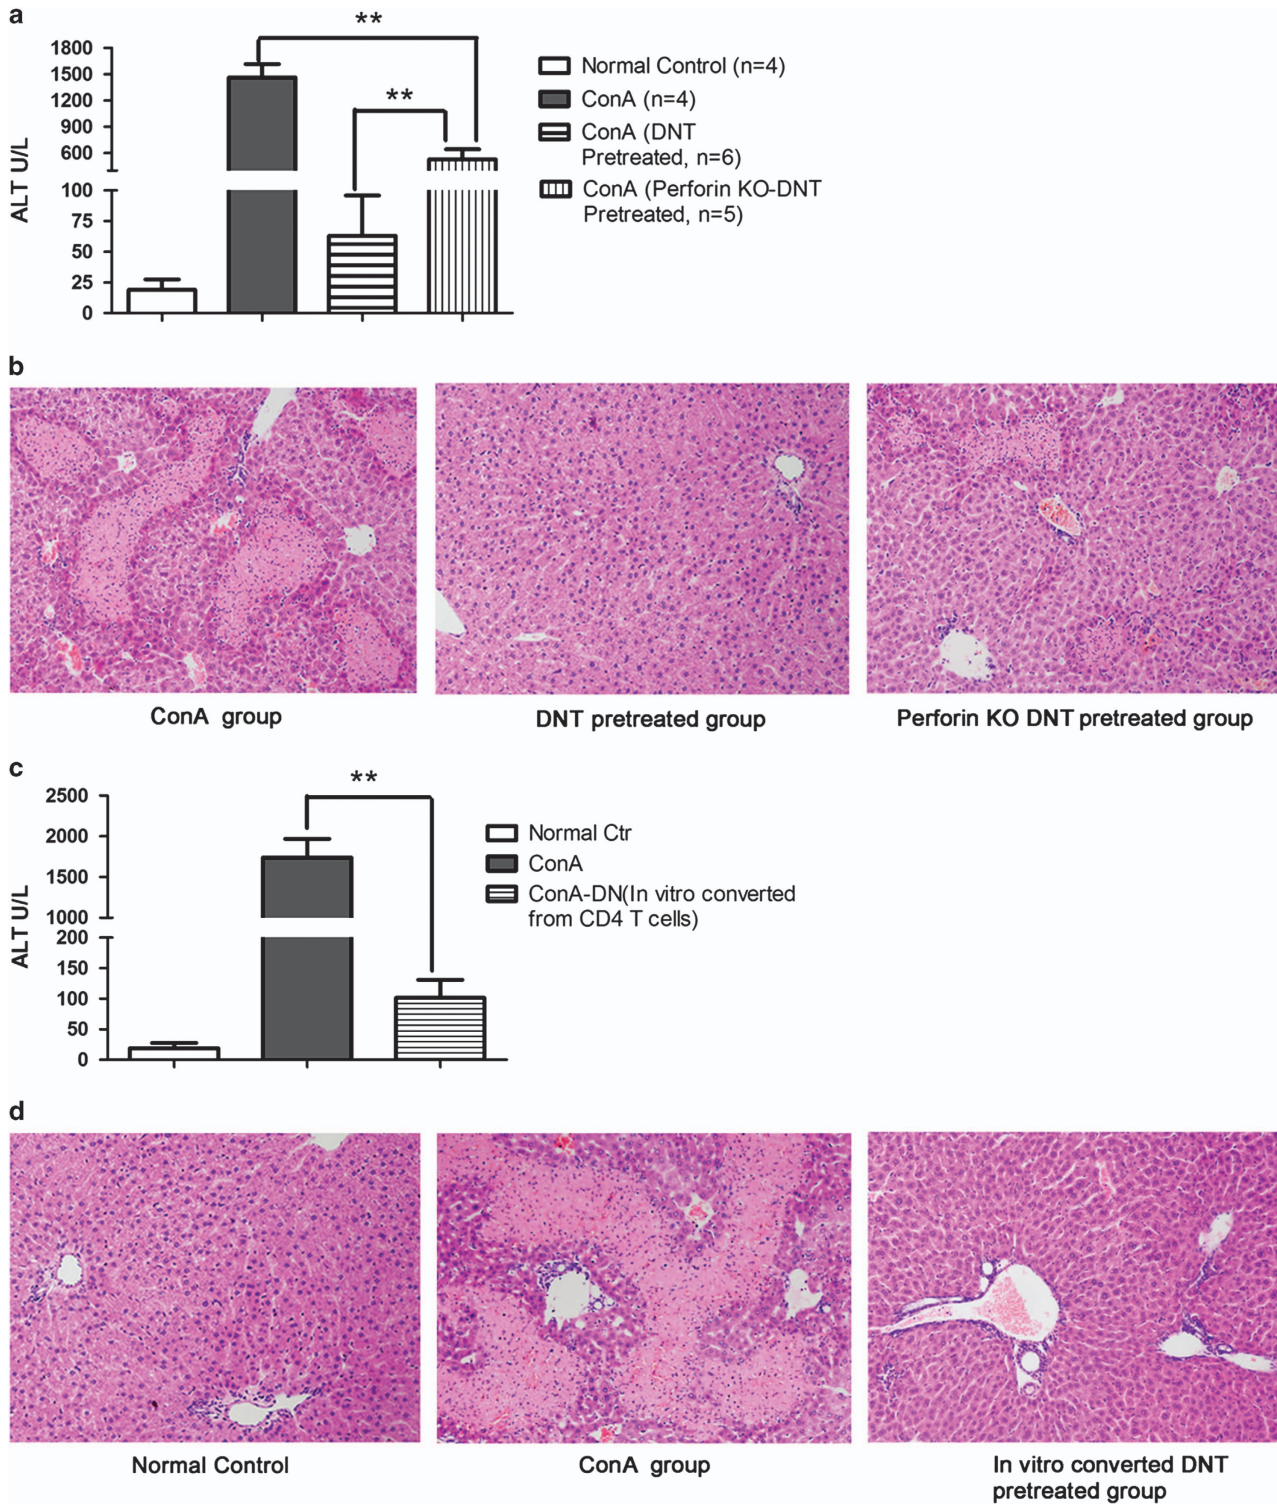 a
**
**
1800
1500
1200
900
600
100
75
50
25
0
ALT U/L
Normal Control (n=4)
ConA (n=4)
ConA (DNT
Pretreated, n=6)
ConA (Perforin KO-DNT
Pretreated, n=5)
b
ConA group
DNT pretreated group
Perforin KO DNT pretreated group
c
**
2500
2000
1500
1000
200
150
100
50
0
ALT U/L
Normal Ctr
ConA
ConA-DN(In vitro converted
from CD4 T cells)
d
Normal Control
ConA group
In vitro converted DNT
pretreated group